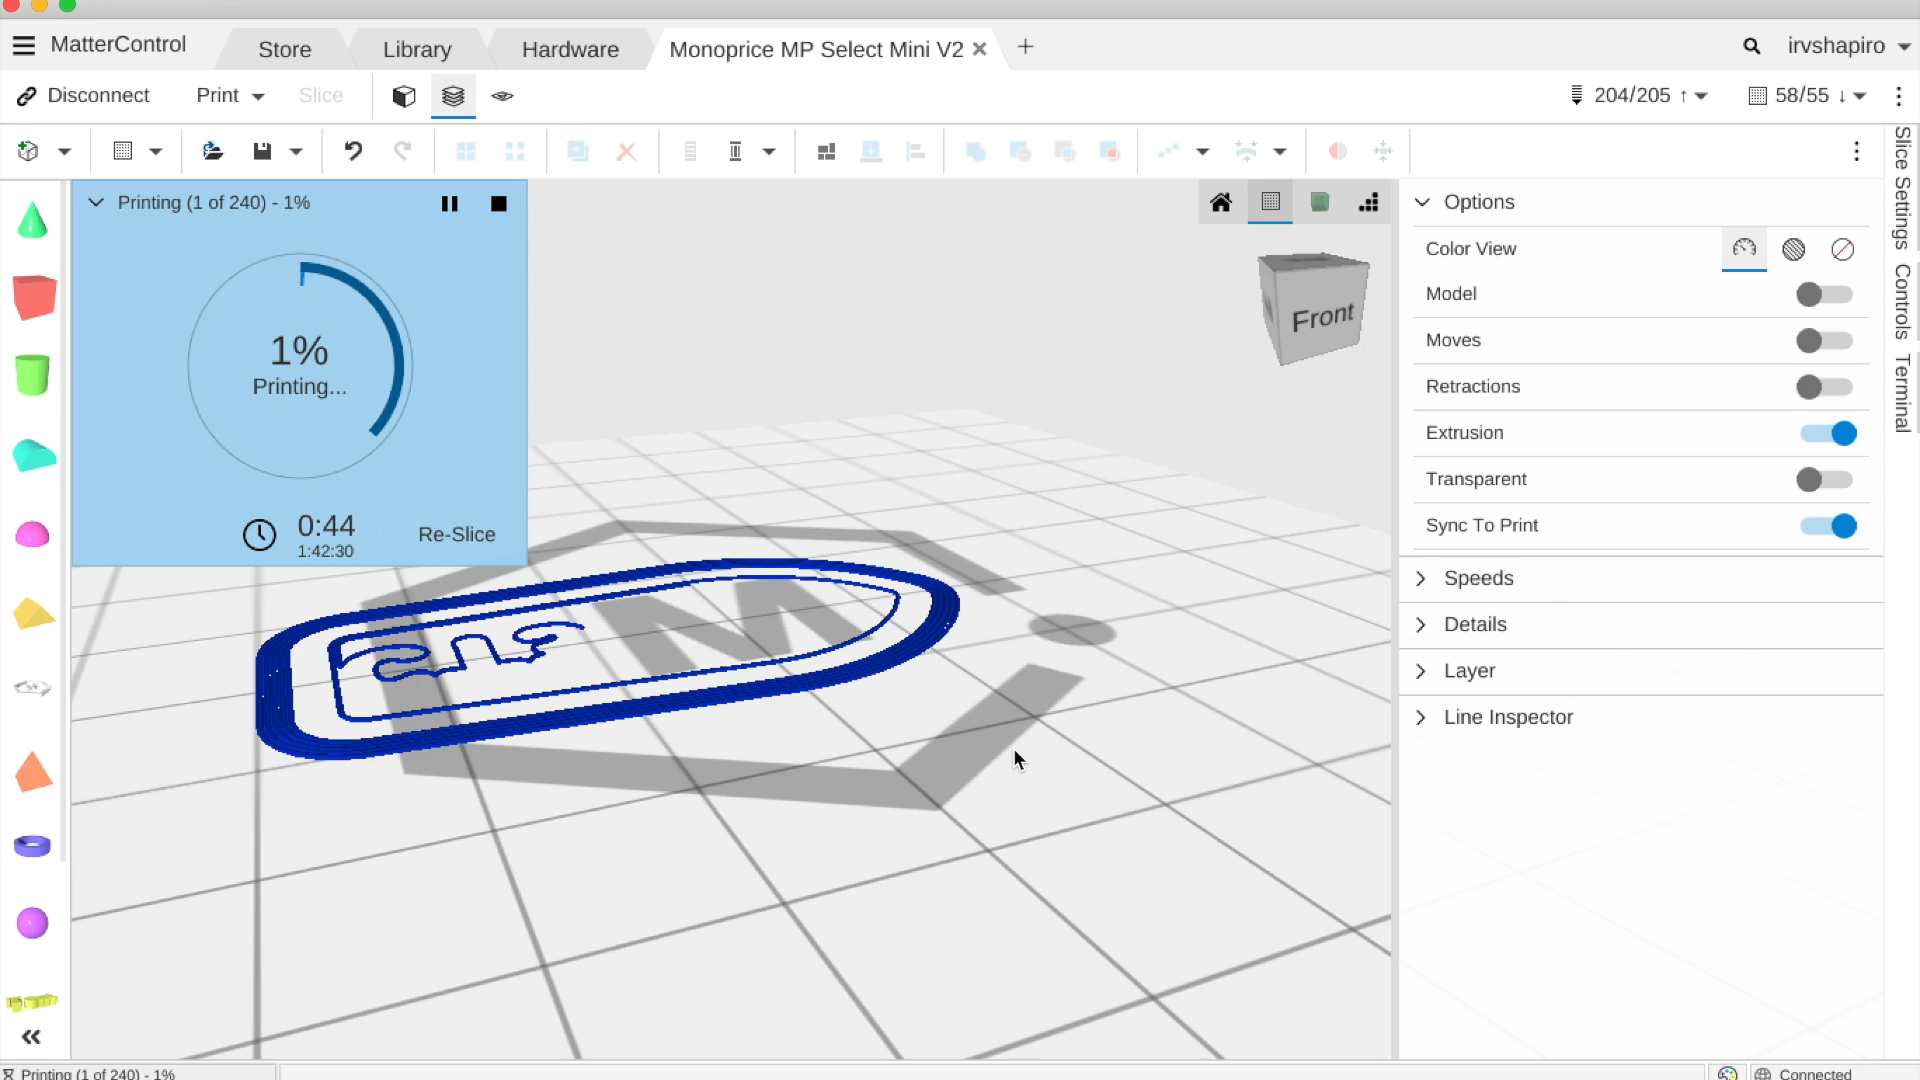 MatterControl
Store
Library
Hardware
Monoprice MP Select Mini V2
irvshapiro
Disconnect
Print
Slice
204/205 ↑
58/55 ↓
Printing (1 of 240) - 1%
1%
Printing...
0:44
1:42:30
Re-Slice
M
Front
Options
Color View
Model
Moves
Retractions
Extrusion
Transparent
Sync To Print
Speeds
Details
Layer
Line Inspector
Slice Settings
Controls
Terminal
Printing (1 of 240) - 1%
Connected